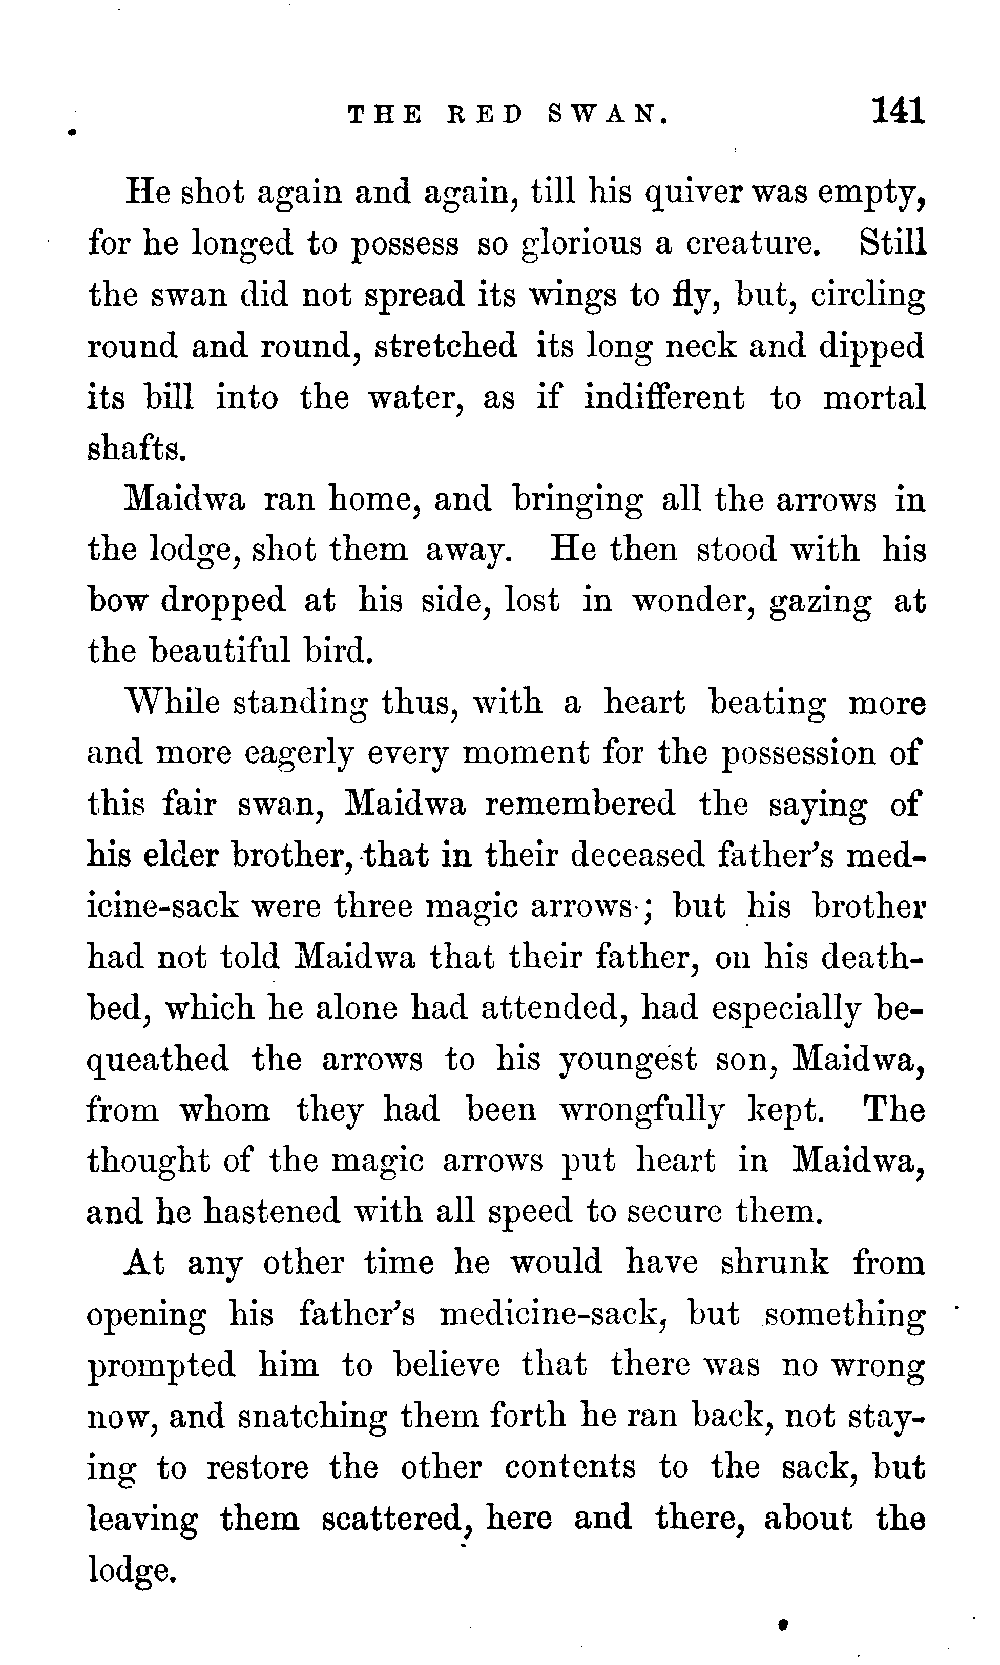 THE RED SWAN. 141
He shot again and again, till his quiver was empty,
for he longed to possess so glorious a creature. Still
the swan did not spread its wings to fly, but, circling
round and round, stretched its long neck and dipped
its bill into the water, as if indifferent to mortal
shafts.
Maidwa ran home, and bringing all the arrows in
the lodge, shot them away. He then stood with his
bow dropped at his side, lost in wonder, gazing at
the beautiful bird.
While standing thus, with a heart beating more
and more eagerly every moment for the possession of
this fair swan, Maidwa remembered the saying of
his elder brother, that in their deceased father's med-
icine-sack were three magic arrows; but his brother
had not told Maidwa that their father, on his death-
bed, which he alone had attended, had especially be-
queathed the arrows to his youngest son, Maidwa,
from whom they had been wrongfully kept. The
thought of the magic arrows put heart in Maidwa,
and he hastened with all speed to secure them.
At any other time he would have shrunk from
opening his father's medicine-sack, but something
prompted him to believe that there was no wrong
now, and snatching them forth he ran back, not stay-
ing to restore the other contents to the sack, but
leaving them scattered, here and there, about the
lodge.